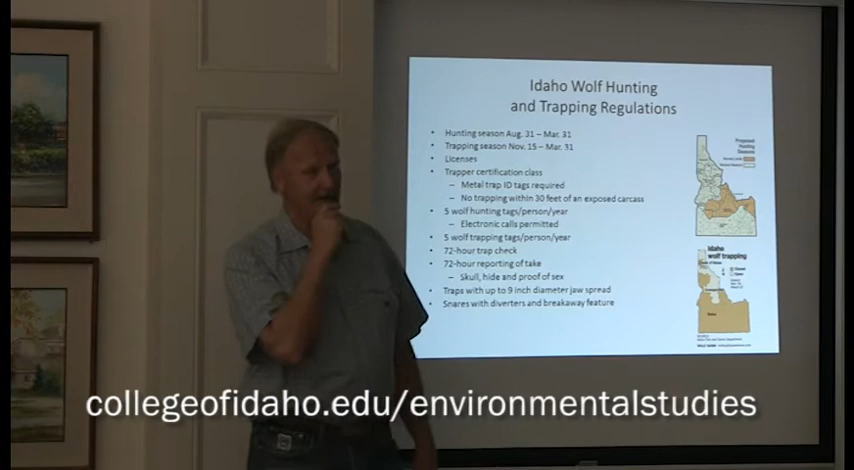 Idaho Wolf Hunting
and Trapping Regulations
• Hunting season Aug. 31 – Mar. 31
• Trapping season Nov. 15 – Mar. 31
• Licenses
• Trapper certification class
– Metal trap ID tags required
– No trapping within 30 feet of an exposed carcass
• 5 wolf hunting tags/person/year
– Electronic calls permitted
• 5 wolf trapping tags/person/year
• 72-hour trap check
• 72-hour reporting of take
– Skull, hide and proof of sex
• Traps with up to 9 inch diameter jaw spread
• Snares with diverters and breakaway feature
Proposed
Hunting
Seasons
Idaho
wolf trapping
collegeofidaho.edu/environmentalstudies